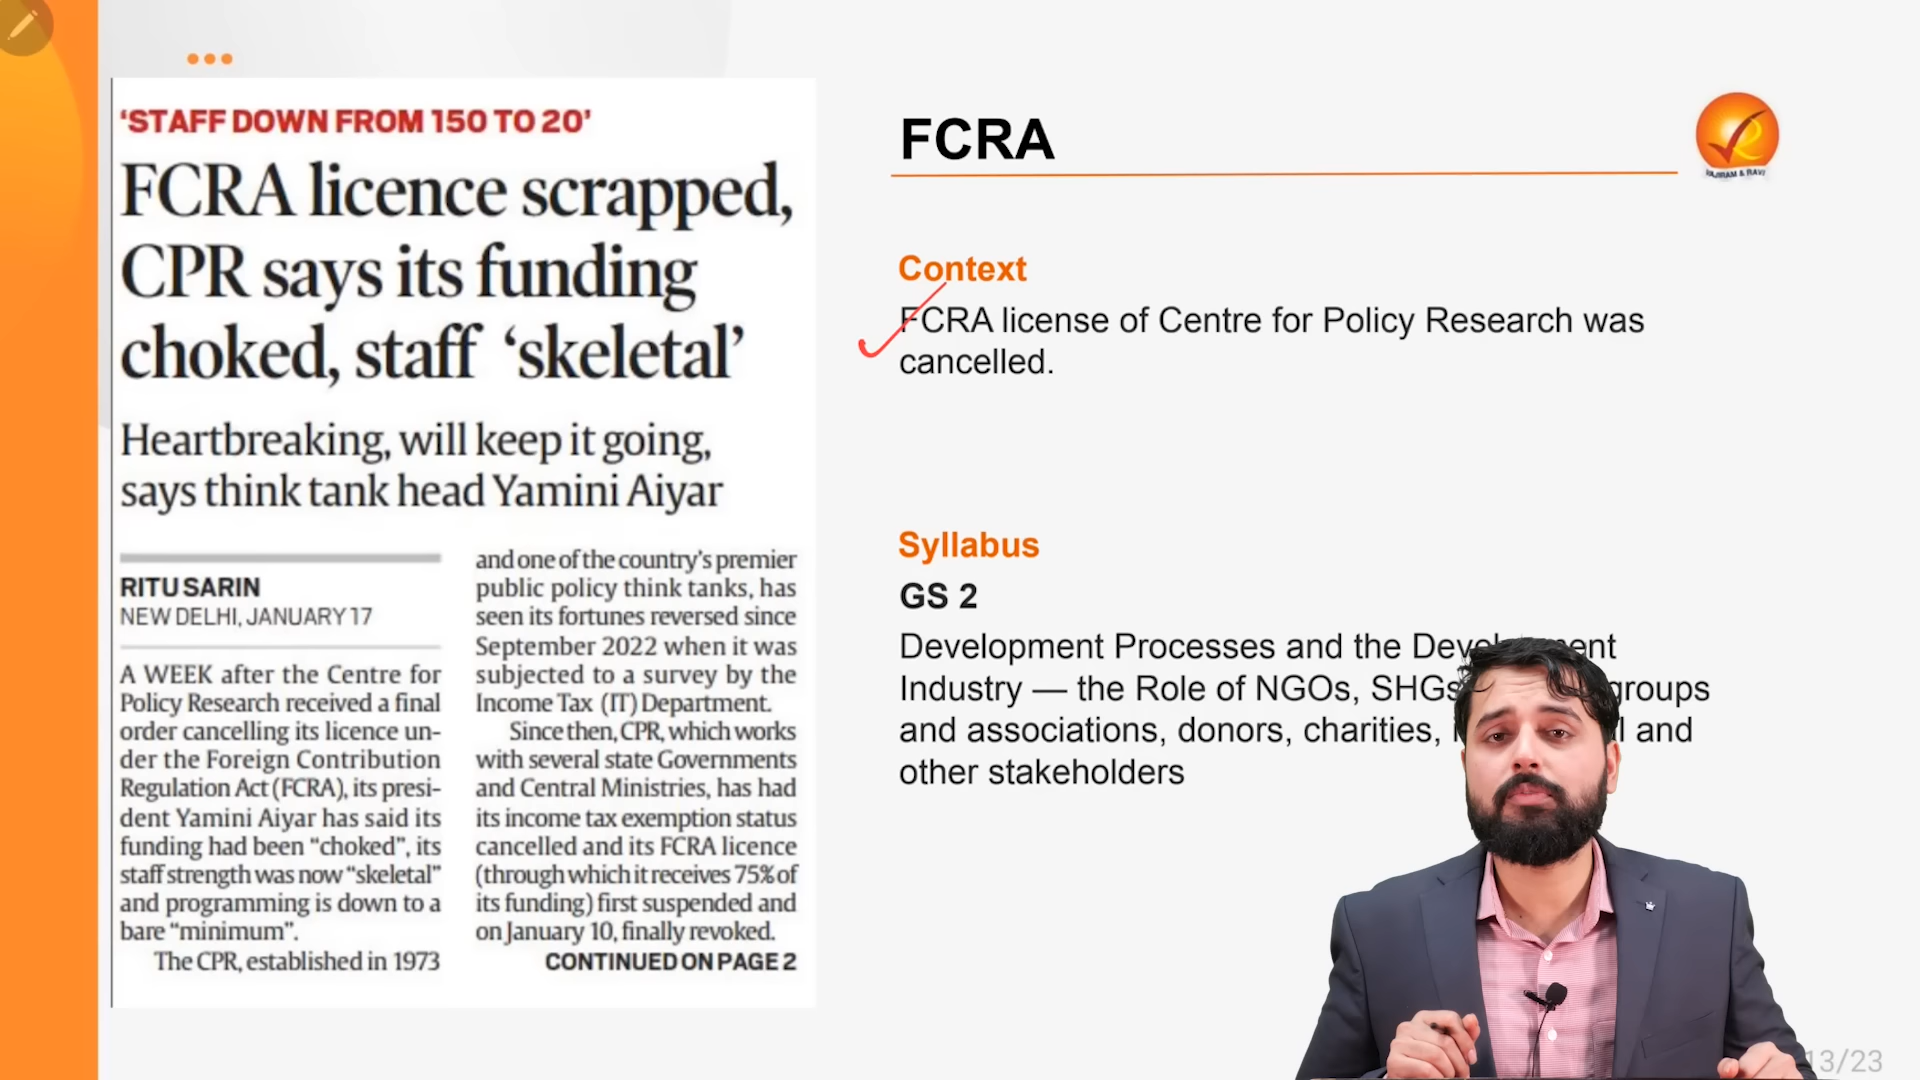 ‘STAFF DOWN FROM 150 TO 20’
FCRA licence scrapped,
CPR says its funding
choked, staff ‘skeletal’
Heartbreaking, will keep it going,
says think tank head Yamini Aiyar
RITU SARIN
NEW DELHI, JANUARY 17
A WEEK after the Centre for
Policy Research received a final
order cancelling its licence un-
der the Foreign Contribution
Regulation Act (FCRA), its presi-
dent Yamini Aiyar has said its
funding had been “choked”, its
staff strength was now “skeletal”
and programming is down to a
bare “minimum”.
The CPR, established in 1973
and one of the country’s premier
public policy think tanks, has
seen its fortunes reversed since
September 2022 when it was
subjected to a survey by the
Income Tax (IT) Department.
Since then, CPR, which works
with several state Governments
and Central Ministries, has had
its income tax exemption status
cancelled and its FCRA licence
(through which it receives 75% of
its funding) first suspended and
on January 10, finally revoked.
CONTINUED ON PAGE 2
FCRA
VAJIRAM & RAVI
Context
FCRA license of Centre for Policy Research was
cancelled.
Syllabus
GS 2
Development Processes and the
Industry — the Role of NGOs, SHGs groups
and associations, donors, charities, and
other stakeholders
13/23